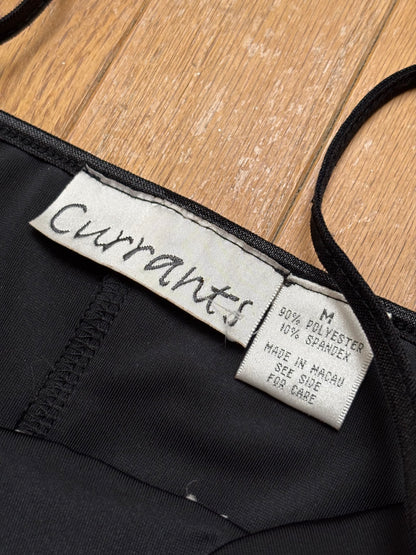 Currants
M
90% POLYESTER
10% SPANDEX
MADE IN MACAU
SEE SIDE
FOR CARE